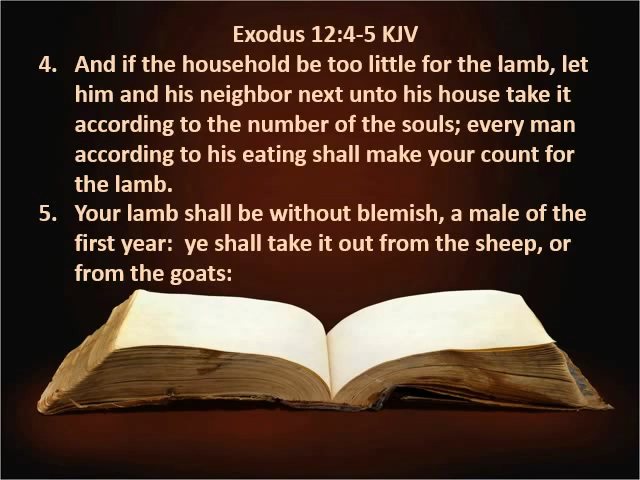 Exodus 12:4-5 KJV
4. And if the household be too little for the lamb, let
him and his neighbor next unto his house take it
according to the number of the souls; every man
according to his eating shall make your count for
the lamb.
5. Your lamb shall be without blemish, a male of the
first year:  ye shall take it out from the sheep, or
from the goats: